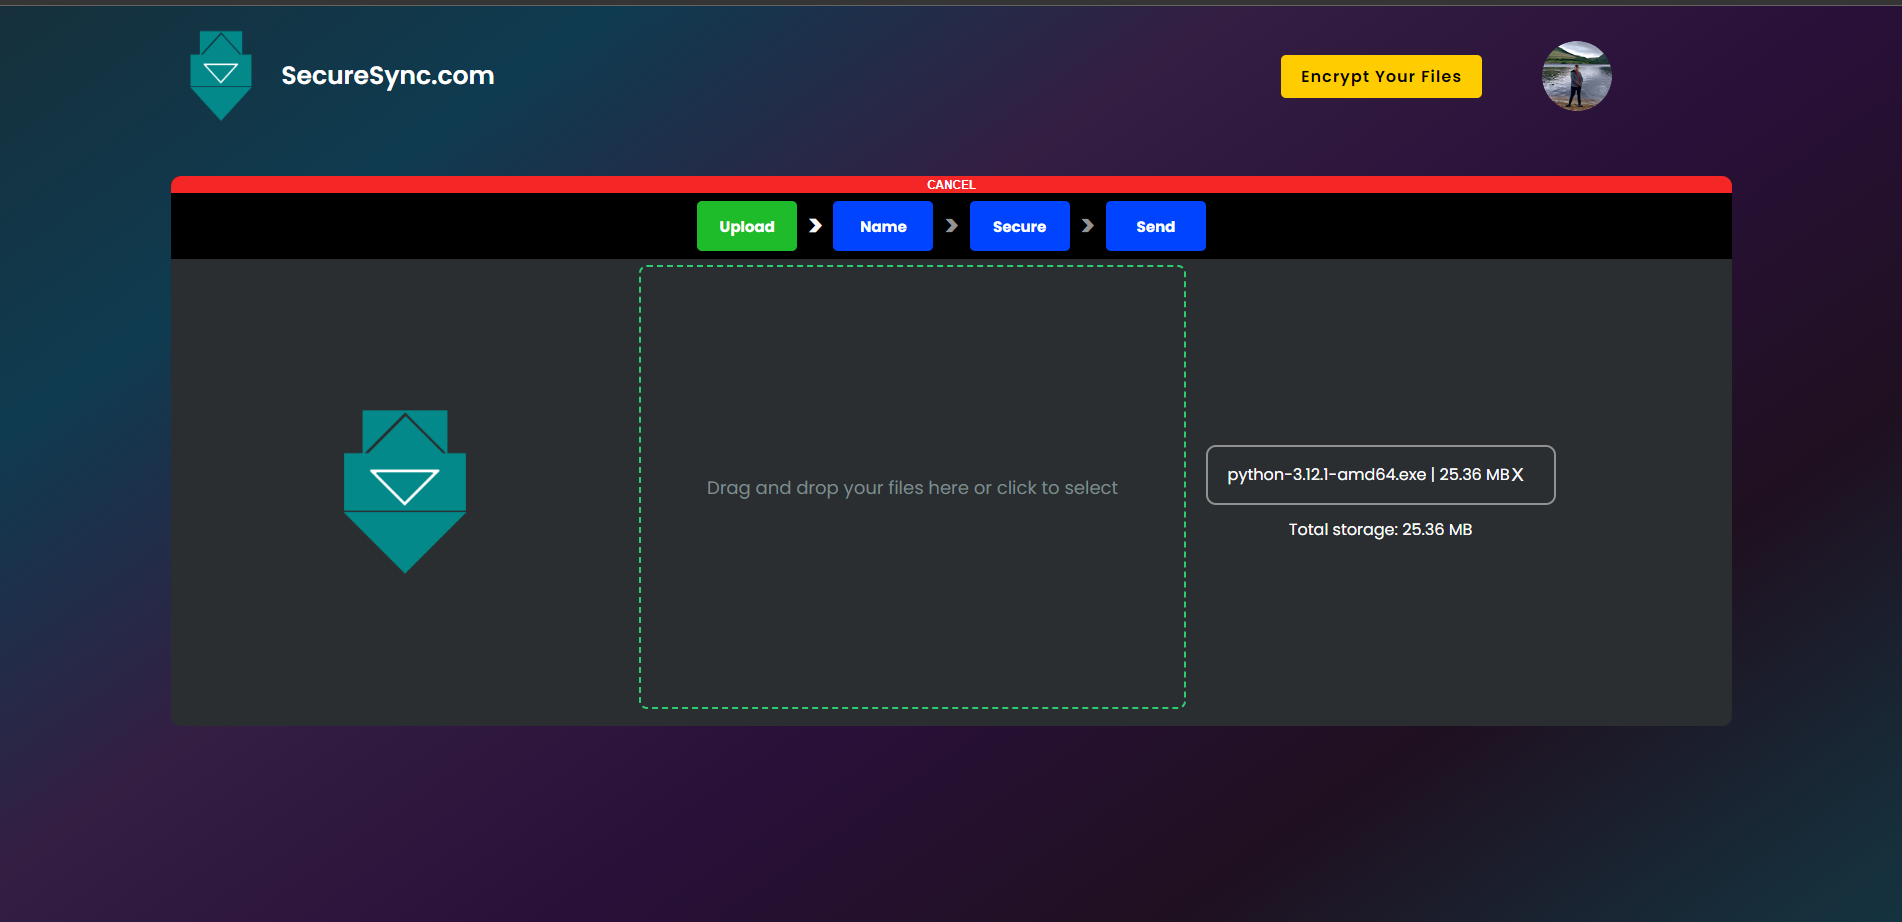 SecureSync.com
Encrypt Your Files
CANCEL
Upload
Name
Secure
Send
Drag and drop your files here or click to select
python-3.12.1-amd64.exe | 25.36 MB X
Total storage: 25.36 MB